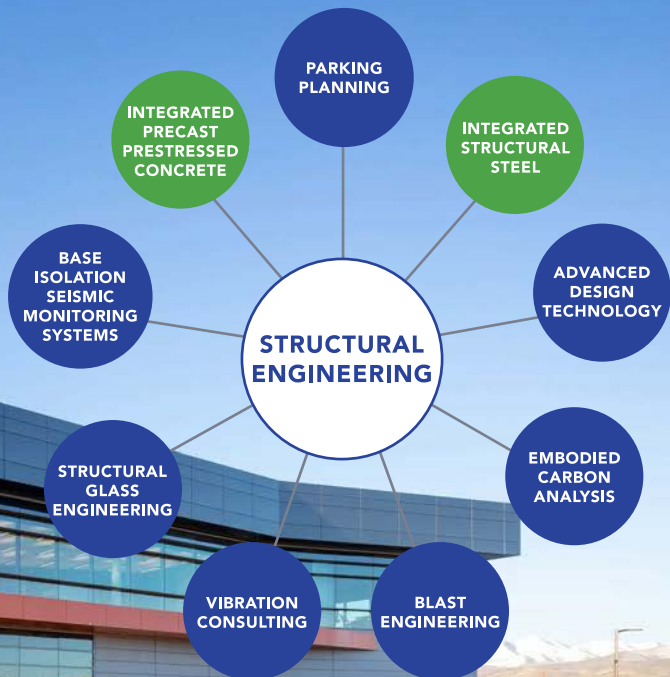 PARKING
PLANNING
INTEGRATED
PRECAST
PRESTRESSED
CONCRETE
INTEGRATED
STRUCTURAL
STEEL
BASE
ISOLATION
SEISMIC
MONITORING
SYSTEMS
ADVANCED
DESIGN
TECHNOLOGY
STRUCTURAL
ENGINEERING
STRUCTURAL
GLASS
ENGINEERING
EMBODIED
CARBON
ANALYSIS
VIBRATION
CONSULTING
BLAST
ENGINEERING